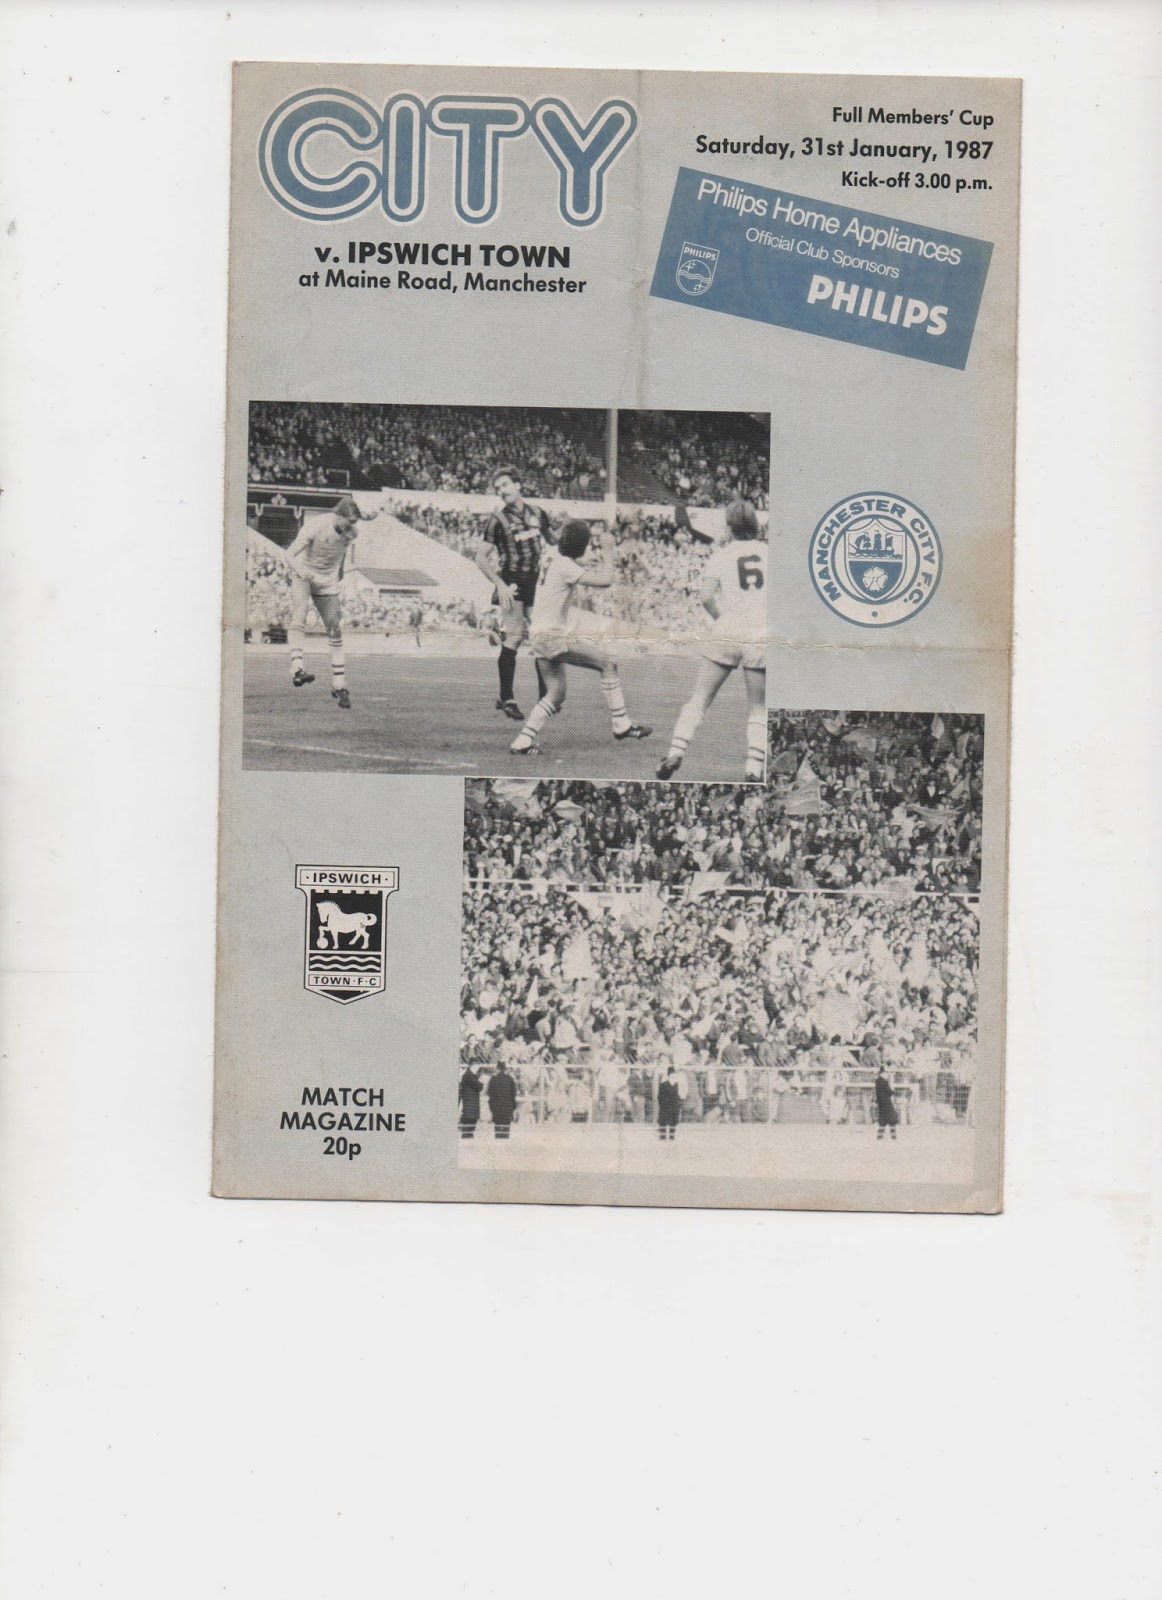 CITY
v. IPSWICH TOWN
at Maine Road, Manchester
Full Members' Cup
Saturday, 31st January, 1987
Kick-off 3.00 p.m.
Philips Home Appliances
Official Club Sponsors
PHILIPS
PHILIPS
6
MANCHESTER CITY F.C.
· IPSWICH ·
TOWN · F · C
MATCH
MAGAZINE
20p